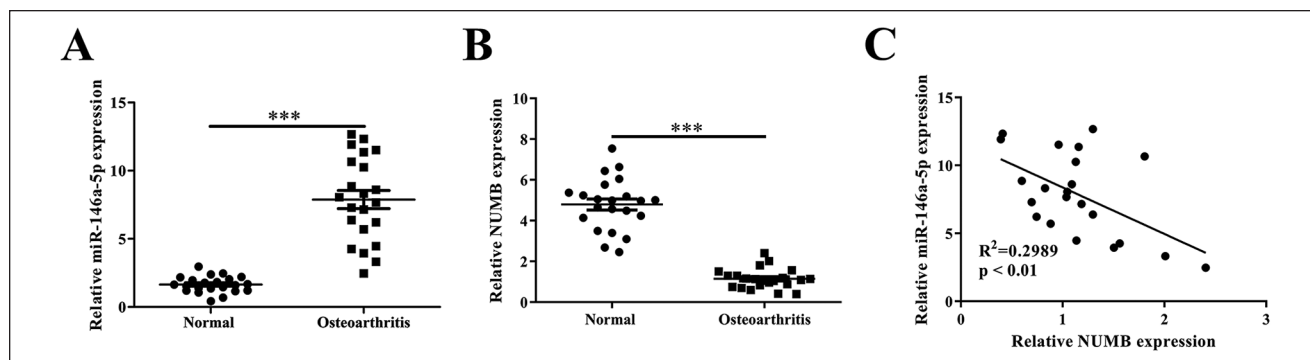 A
Relative miR-146a-5p expression
15
10
5
0
***
Normal
Osteoarthritis
B
Relative NUMB expression
10
8
6
4
2
0
***
Normal
Osteoarthritis
C
Relative miR-146a-5p expression
15
10
5
0
R²=0.2989
p < 0.01
0
1
2
3
Relative NUMB expression